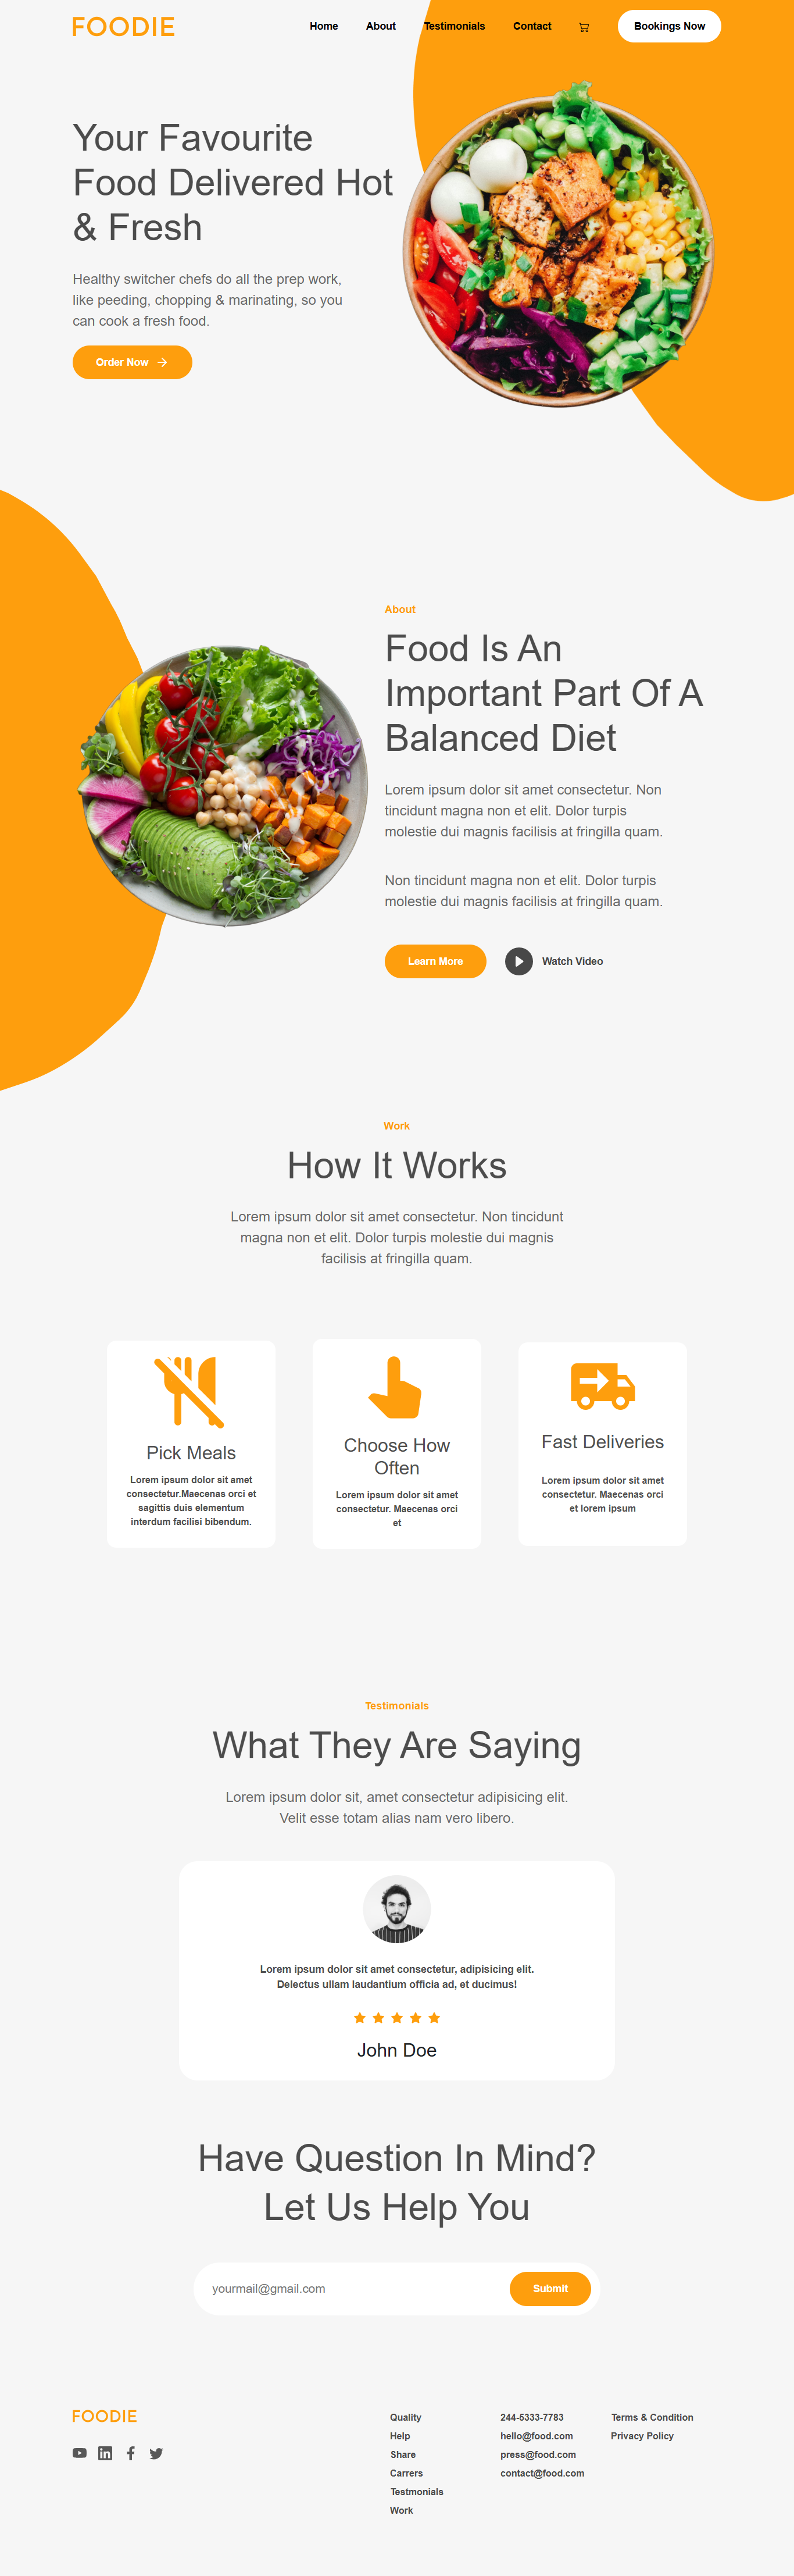 FOODIE
Home About Testimonials Contact Bookings Now
Your Favourite
Food Delivered Hot
& Fresh
Healthy switcher chefs do all the prep work,
like peeding, chopping & marinating, so you
can cook a fresh food.
Order Now
About
Food Is An
Important Part Of A
Balanced Diet
Lorem ipsum dolor sit amet consectetur. Non
tincidunt magna non et elit. Dolor turpis
molestie dui magnis facilisis at fringilla quam.
Non tincidunt magna non et elit. Dolor turpis
molestie dui magnis facilisis at fringilla quam.
Learn More Watch Video
Work
How It Works
Lorem ipsum dolor sit amet consectetur. Non tincidunt
magna non et elit. Dolor turpis molestie dui magnis
facilisis at fringilla quam.
Pick Meals
Lorem ipsum dolor sit amet
consectetur.Maecenas orci et
sagittis duis elementum
interdum facilisi bibendum.
Choose How
Often
Lorem ipsum dolor sit amet
consectetur. Maecenas orci
et
Fast Deliveries
Lorem ipsum dolor sit amet
consectetur. Maecenas orci
et lorem ipsum
Testimonials
What They Are Saying
Lorem ipsum dolor sit, amet consectetur adipisicing elit.
Velit esse totam alias nam vero libero.
Lorem ipsum dolor sit amet consectetur, adipisicing elit.
Delectus ullam laudantium officia ad, et ducimus!
John Doe
Have Question In Mind?
Let Us Help You
yourmail@gmail.com Submit
FOODIE
Quality
Help
Share
Carrers
Testmonials
Work
244-5333-7783
hello@food.com
press@food.com
contact@food.com
Terms & Condition
Privacy Policy